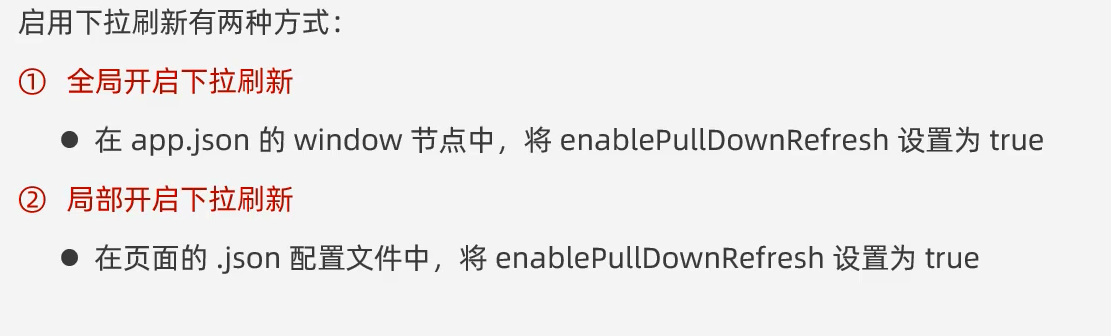 启用下拉刷新有两种方式：
① 全局开启下拉刷新
● 在 app.json 的 window 节点中，将 enablePullDownRefresh 设置为 true
② 局部开启下拉刷新
● 在页面的 .json 配置文件中，将 enablePullDownRefresh 设置为 true